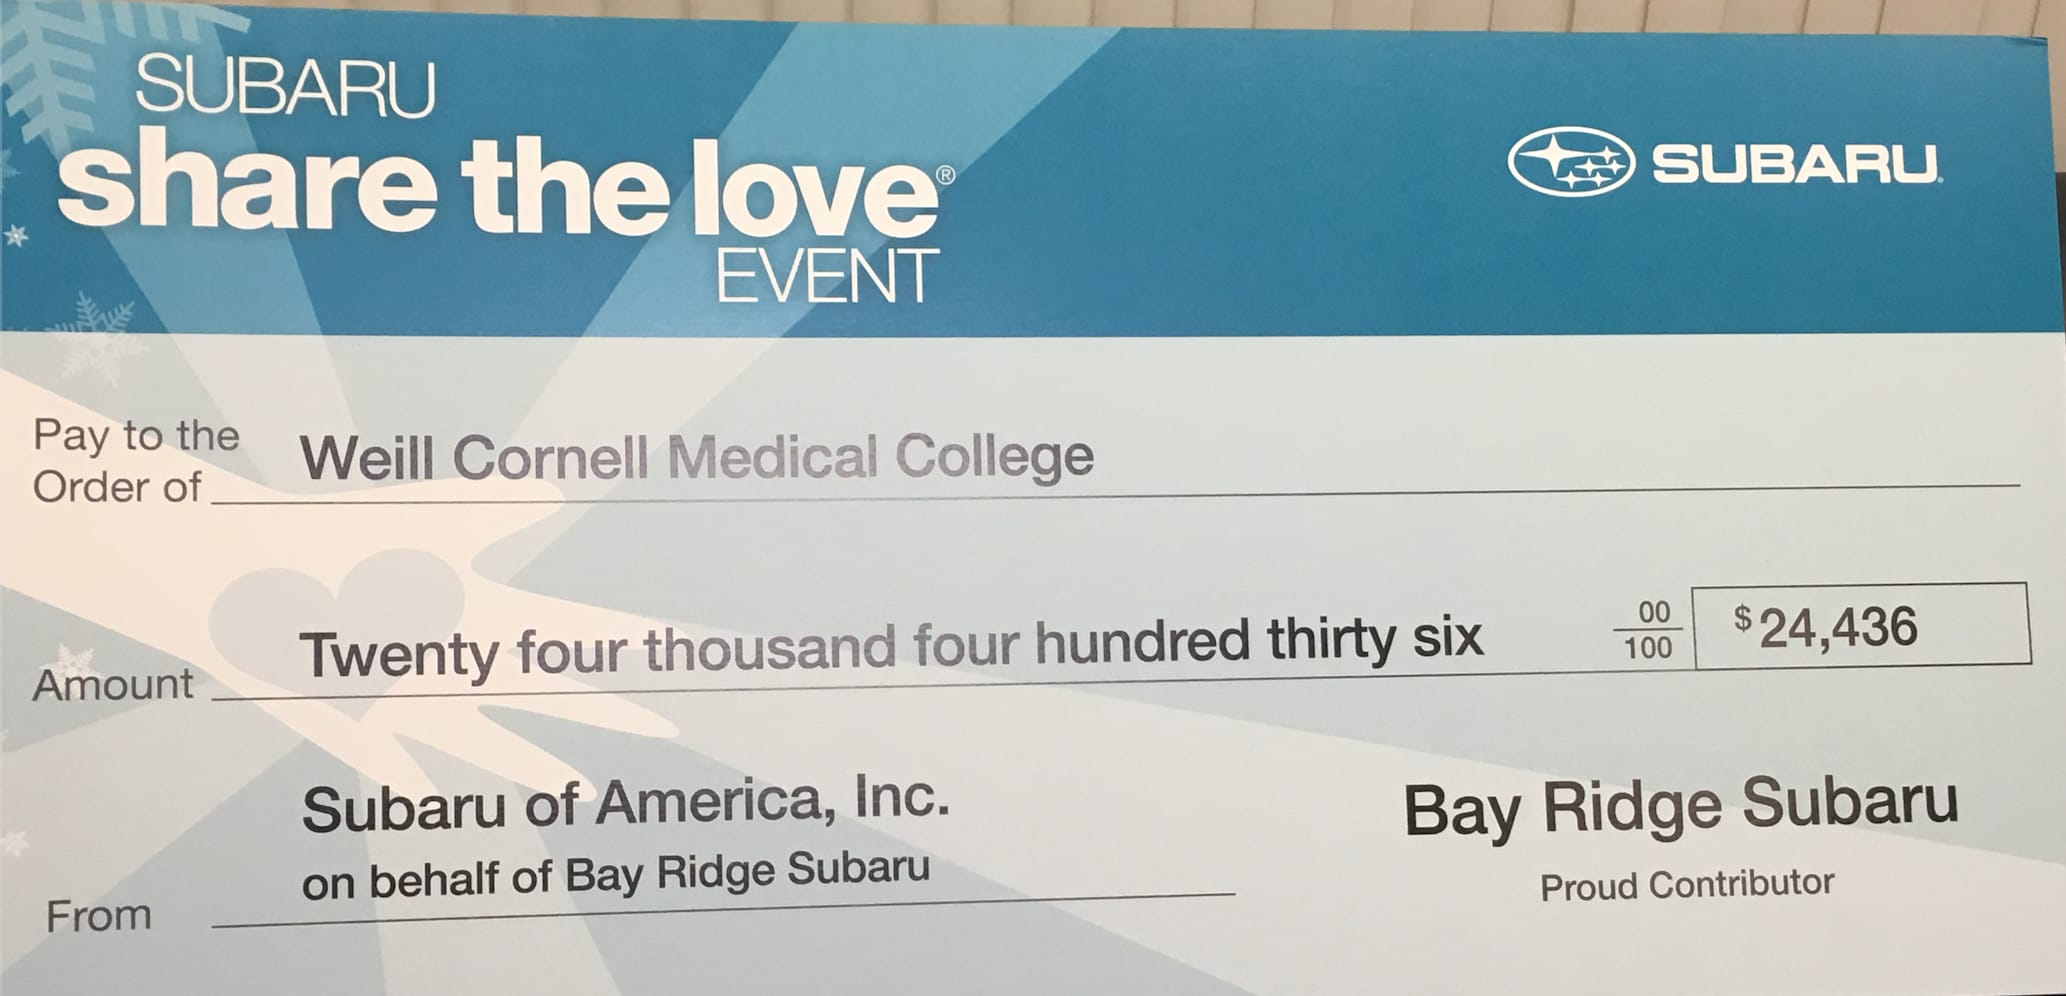 SUBARU
share the love®
EVENT
SUBARU.
Pay to the
Order of
Weill Cornell Medical College
Amount
Twenty four thousand four hundred thirty six
00
100
$24,436
Subaru of America, Inc.
on behalf of Bay Ridge Subaru
From
Bay Ridge Subaru
Proud Contributor